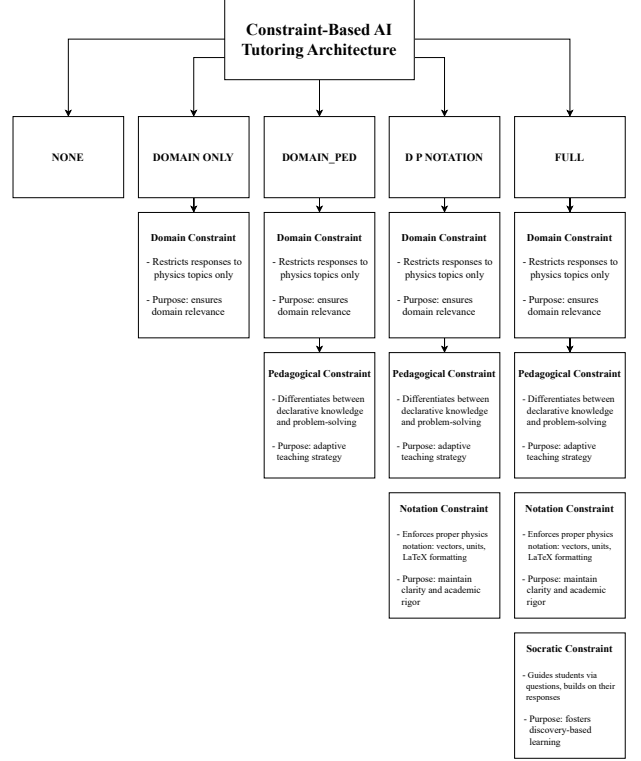 Constraint-Based AI
Tutoring Architecture
NONE
DOMAIN ONLY
DOMAIN_PED
D P NOTATION
FULL
Domain Constraint
- Restricts responses to
physics topics only
- Purpose: ensures
domain relevance
Domain Constraint
- Restricts responses to
physics topics only
- Purpose: ensures
domain relevance
Domain Constraint
- Restricts responses to
physics topics only
- Purpose: ensures
domain relevance
Domain Constraint
- Restricts responses to
physics topics only
- Purpose: ensures
domain relevance
Pedagogical Constraint
- Differentiates between
declarative knowledge
and problem-solving
- Purpose: adaptive
teaching strategy
Pedagogical Constraint
- Differentiates between
declarative knowledge
and problem-solving
- Purpose: adaptive
teaching strategy
Pedagogical Constraint
- Differentiates between
declarative knowledge
and problem-solving
- Purpose: adaptive
teaching strategy
Notation Constraint
- Enforces proper physics
notation: vectors, units,
LaTeX formatting
- Purpose: maintain
clarity and academic
rigor
Notation Constraint
- Enforces proper physics
notation: vectors, units,
LaTeX formatting
- Purpose: maintain
clarity and academic
rigor
Socratic Constraint
- Guides students via
questions, builds on their
responses
- Purpose: fosters
discovery-based
learning